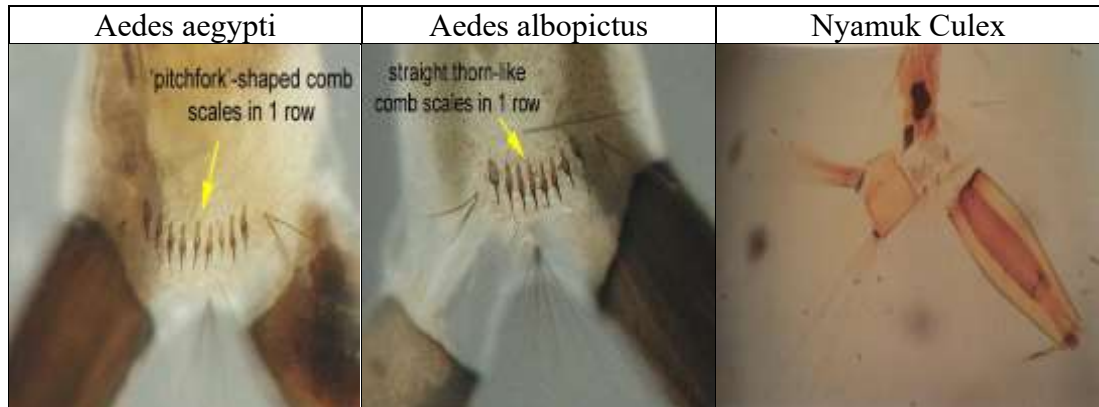 Aedes aegypti
Aedes albopictus
Nyamuk Culex
'pitchfork'-shaped comb
scales in 1 row
straight thorn-like
comb scales in 1 row